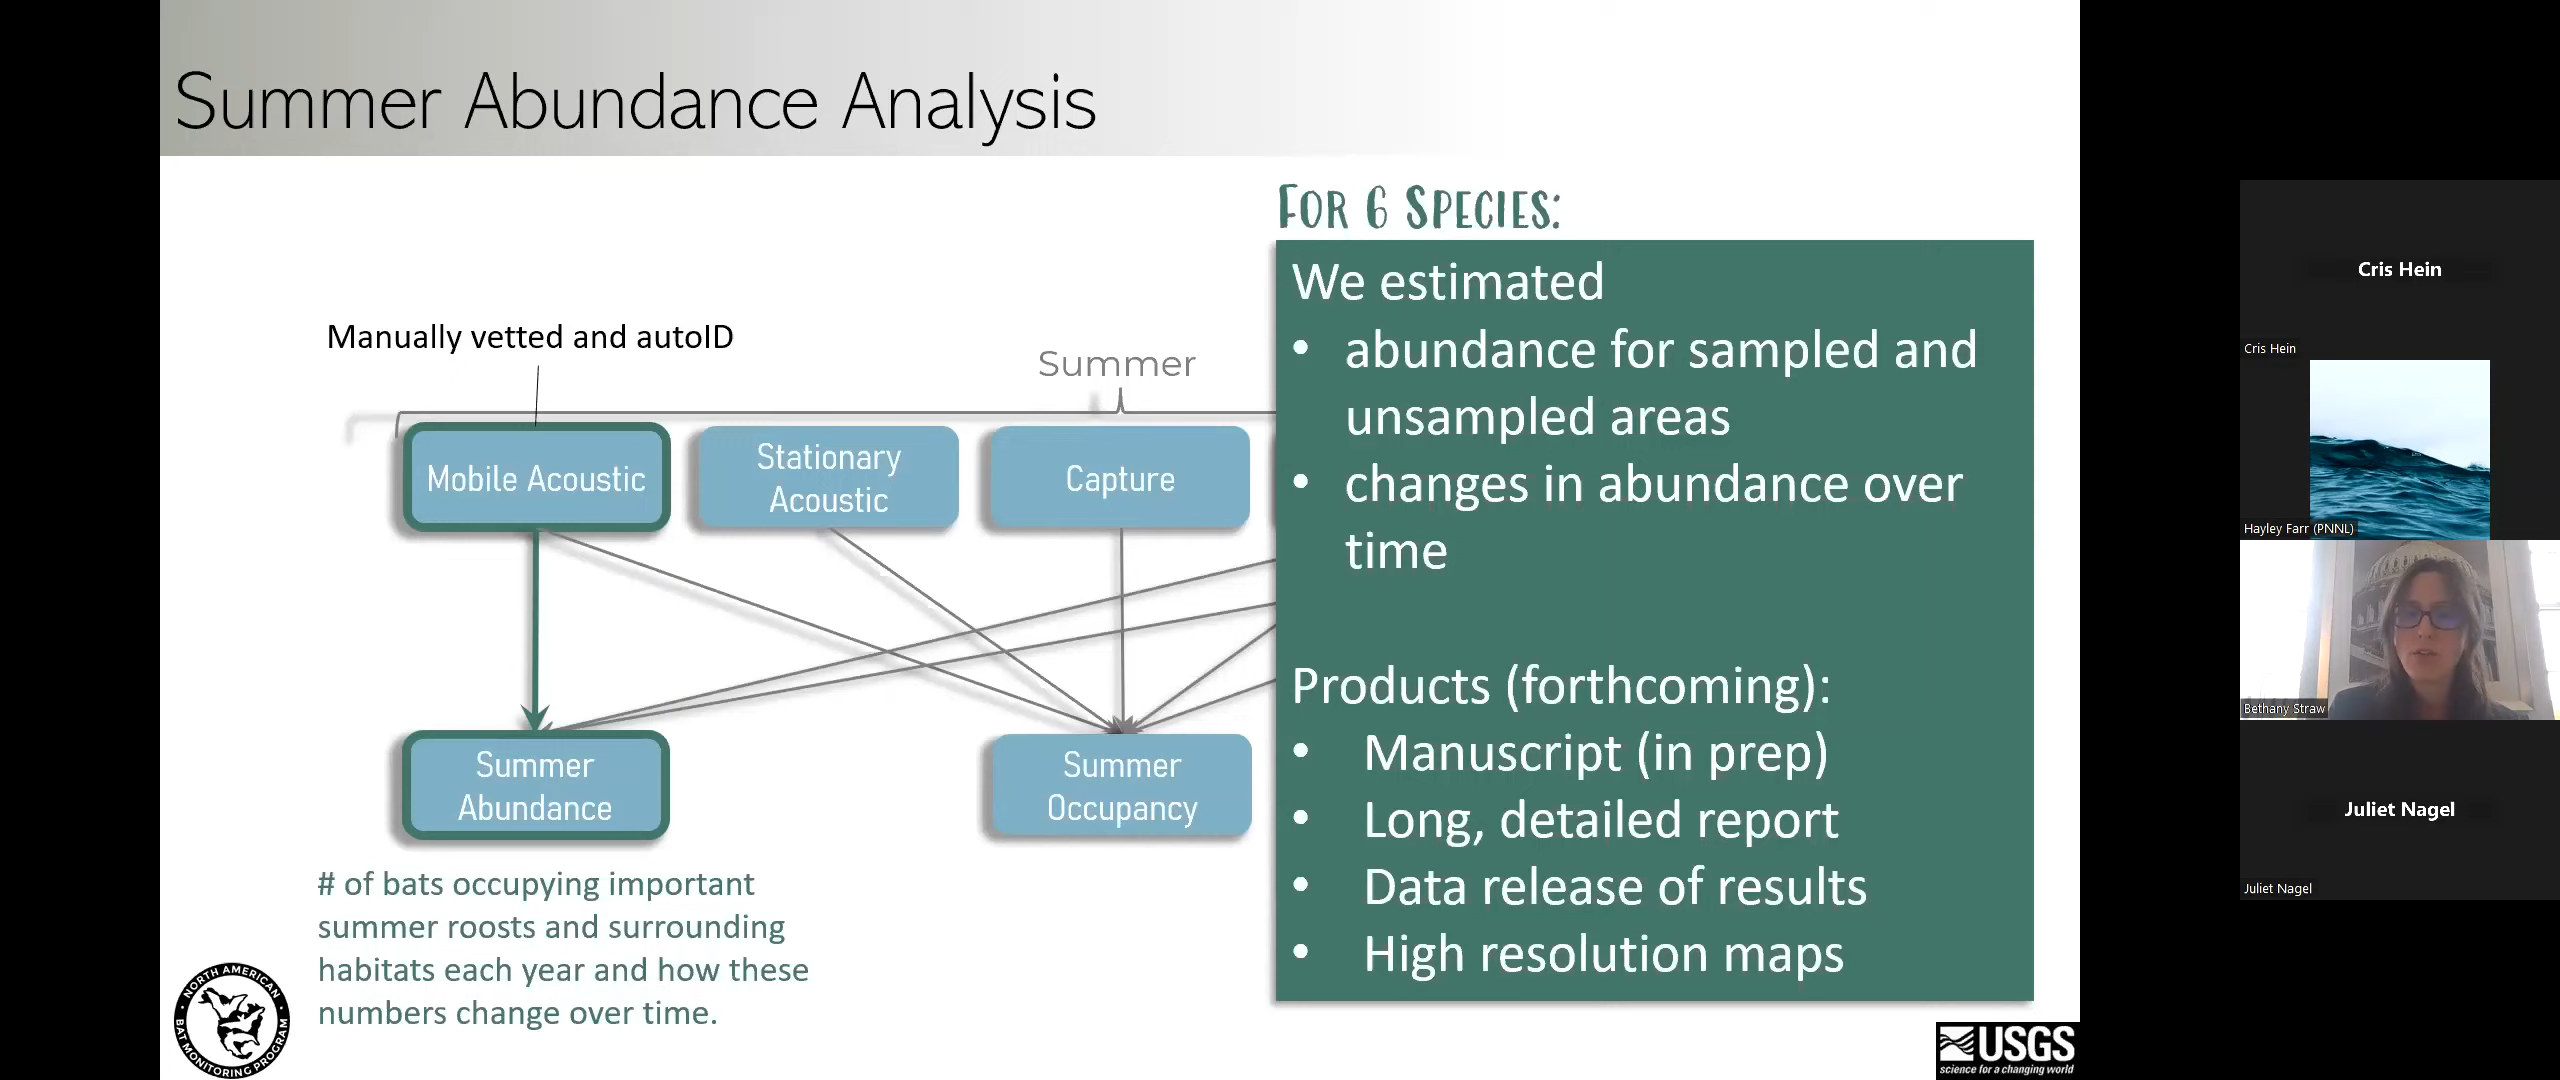 Summer Abundance Analysis
FOR 6 SPECIES:
We estimated
• abundance for sampled and
unsampled areas
• changes in abundance over
time
Products (forthcoming):
• Manuscript (in prep)
• Long, detailed report
• Data release of results
• High resolution maps
Manually vetted and autoID
Summer
Mobile Acoustic
Stationary
Acoustic
Capture
Summer
Abundance
Summer
Occupancy
# of bats occupying important
summer roosts and surrounding
habitats each year and how these
numbers change over time.
NORTH AMERICAN
BAT MONITORING PROGRAM
USGS
science for a changing world
Cris Hein
Cris Hein
Hayley Farr (PNNL)
Bethany Straw
Juliet Nagel
Juliet Nagel